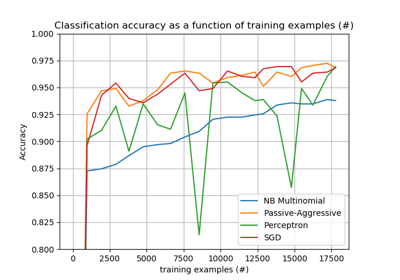 Classification accuracy as a function of training examples (#)
1.000
0.975
0.950
0.925
0.900
0.875
0.850
0.825
0.800
Accuracy
NB Multinomial
Passive-Aggressive
Perceptron
SGD
0 2500 5000 7500 10000 12500 15000 17500
training examples (#)